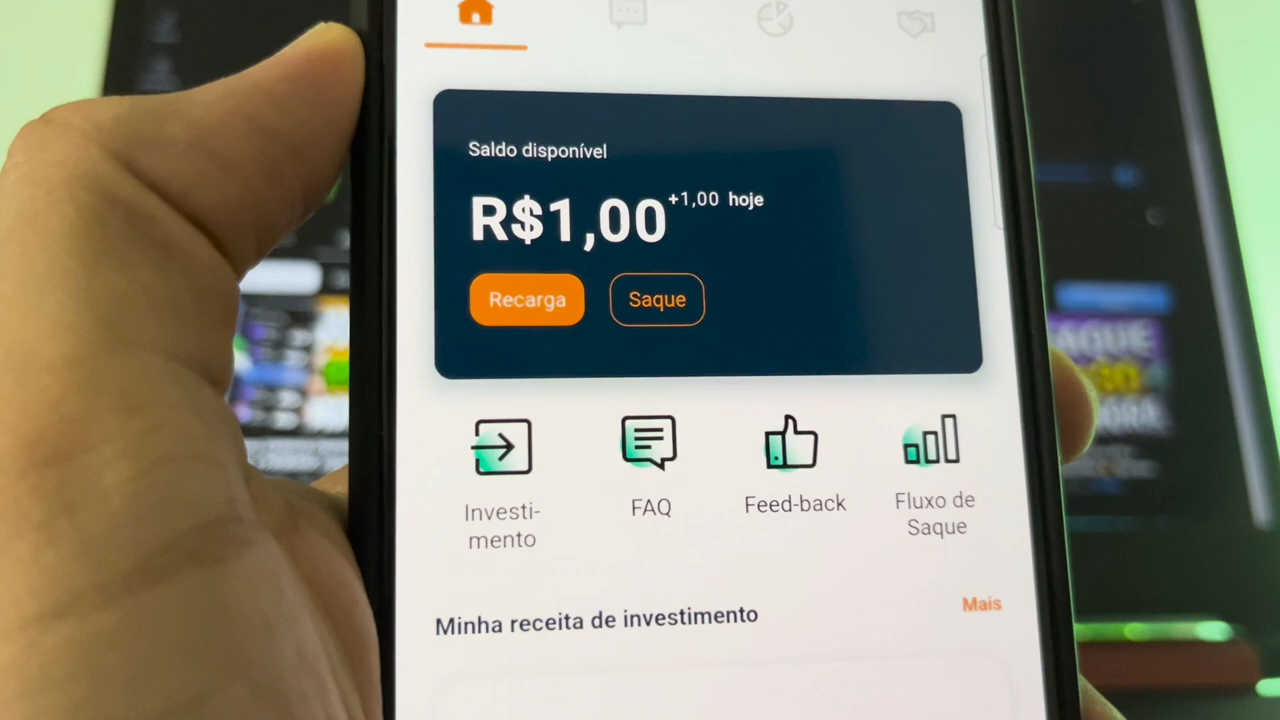 Saldo disponível
R$1,00 +1,00 hoje
Recarga Saque
Investi-
mento
FAQ
Feed-back
Fluxo de
Saque
Minha receita de investimento
Mais